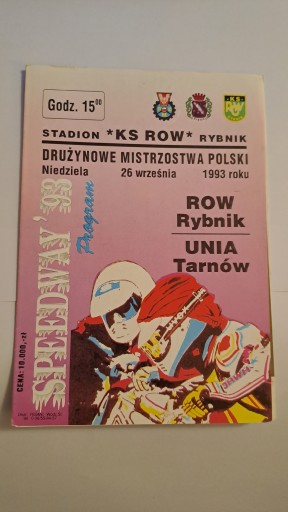 Godz. 15⁰⁰
STADION *KS ROW* RYBNIK
DRUŻYNOWE MISTRZOSTWA POLSKI
Niedziela 26 września 1993 roku
ROW
Rybnik
UNIA
Tarnów
SPEEDWAY '93
Program
CENA: 10.000,-zł